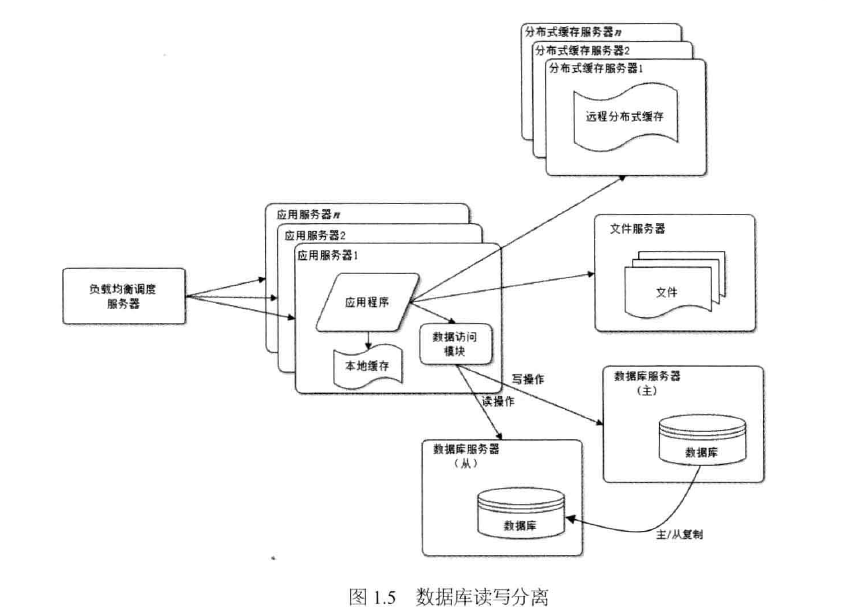 分布式缓存服务器n
分布式缓存服务器2
分布式缓存服务器1
远程分布式缓存
应用服务器n
应用服务器2
应用服务器1
文件服务器
负载均衡调度
服务器
应用程序
文件
数据访问
模块
本地缓存
写操作
读操作
数据库服务器
(主)
数据库
数据库服务器
(从)
数据库
主/从复制
图 1.5 数据库读写分离